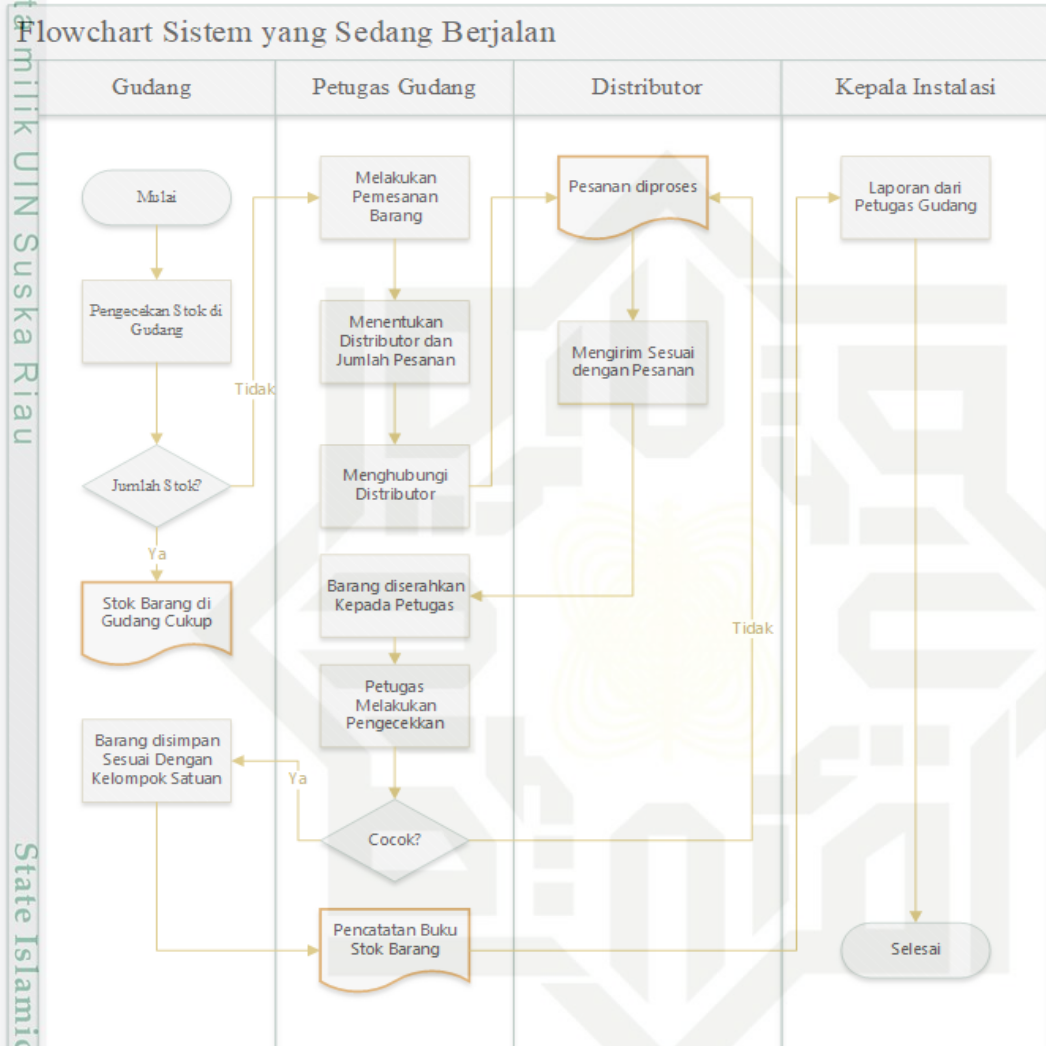 Flowchart Sistem yang Sedang Berjalan
Gudang
Petugas Gudang
Distributor
Kepala Instalasi
Mulai
Pengecekan Stok di
Gudang
Jumlah Stok?
Tidak
Ya
Stok Barang di
Gudang Cukup
Barang disimpan
Sesuai Dengan
Kelompok Satuan
Melakukan
Pemesanan
Barang
Menentukan
Distributor dan
Jumlah Pesanan
Menghubungi
Distributor
Barang diserahkan
Kepada Petugas
Petugas
Melakukan
Pengecekkan
Ya
Cocok?
Pencatatan Buku
Stok Barang
Pesanan diproses
Mengirim Sesuai
dengan Pesanan
Tidak
Laporan dari
Petugas Gudang
Selesai
milik UIN Suska Riau
State Islamic